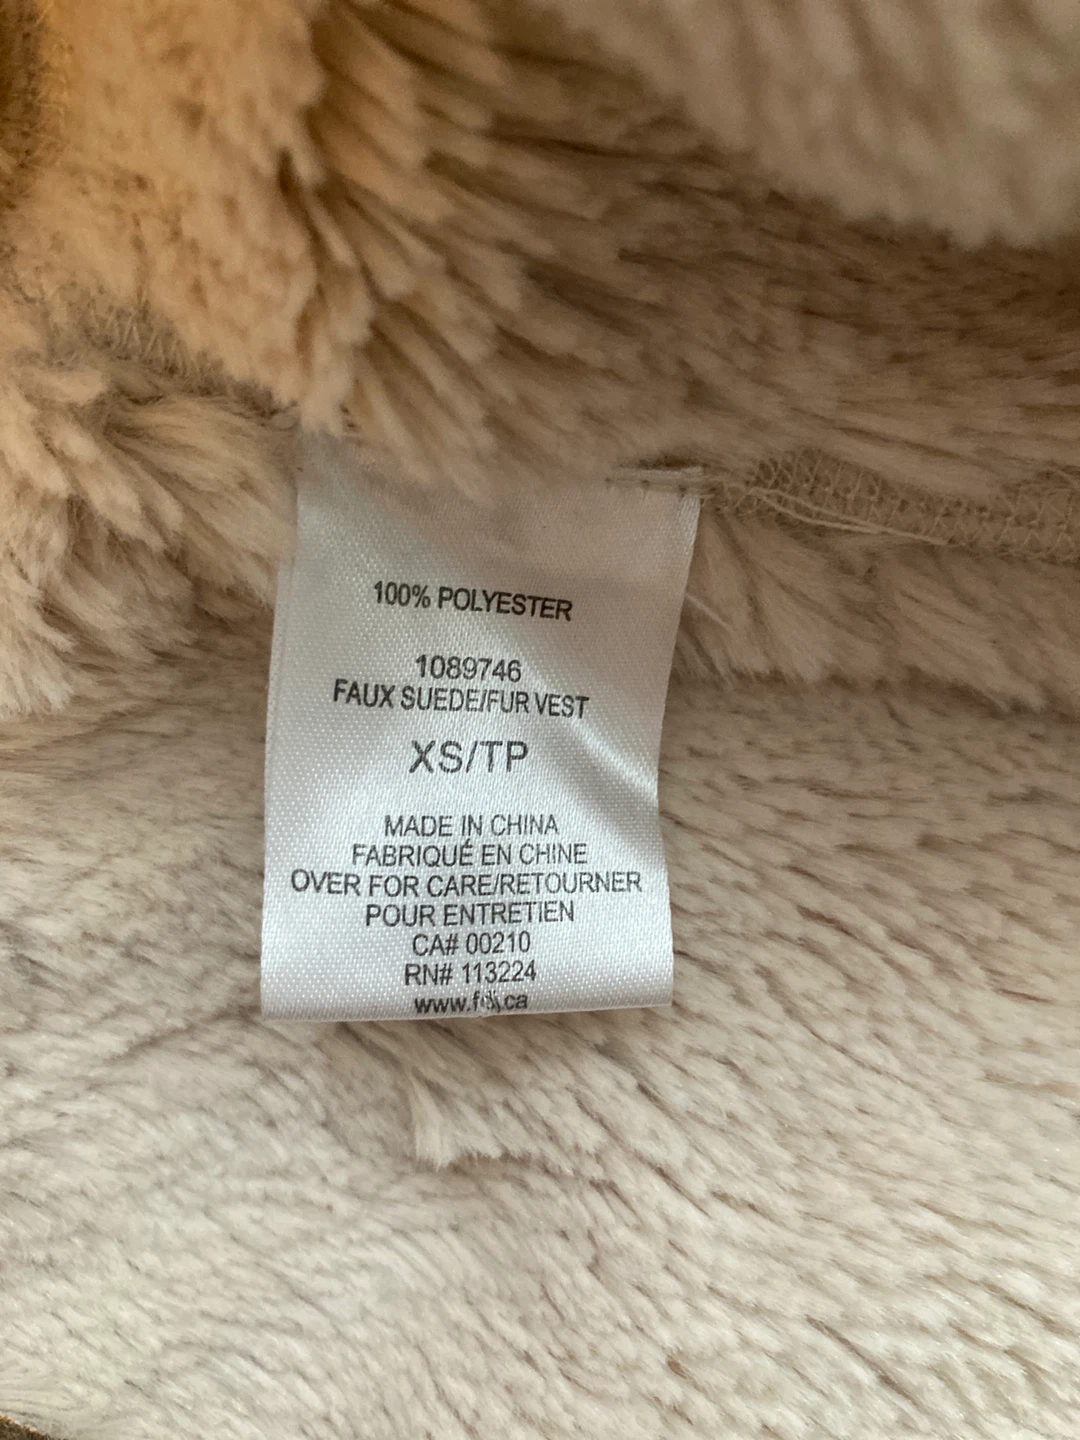 100% POLYESTER
1089746
FAUX SUEDE/FUR VEST
XS/TP
MADE IN CHINA
FABRIQUÉ EN CHINE
OVER FOR CARE/RETOURNER
POUR ENTRETIEN
CA# 00210
RN# 113224